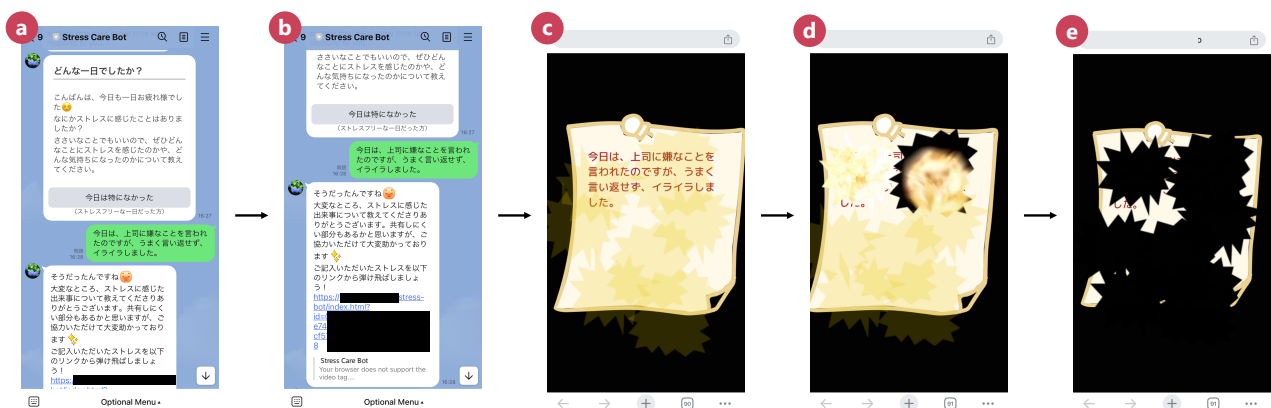 a
9 Stress Care Bot
どんな一日でしたか？
こんばんは、今日も一日お疲れ様でし
た😌
なにかストレスに感じたことはありま
したか？
ささいなことでもいいので、ぜひどん
なことにストレスを感じたのかや、ど
んな気持ちになったのかについて教え
てください。
今日は特になかった
（ストレスフリーな一日だった方）
16:27
今日は、上司に嫌なことを言われ
たのですが、うまく言い返せず、
イライラしました。
既読
16:28
そうだったんですね
大変なところ、ストレスに感じた
出来事について教えてくださりあ
りがとうございます。共有しにく
い部分もあるかと思いますが、ご
協力いただけて大変助かっており
ます✨
ご記入いただいたストレスを以下
のリンクから弾け飛ばしましょ
う！
https:
Optional Menu
b
9 Stress Care Bot
ささいなことでもいいので、ぜひどん
なことにストレスを感じたのかや、ど
んな気持ちになったのかについて教え
てください。
今日は特になかった
（ストレスフリーな一日だった方）
16:27
今日は、上司に嫌なことを言われ
たのですが、うまく言い返せず、
イライラしました。
既読
16:28
そうだったんですね
大変なところ、ストレスに感じた
出来事について教えてくださりあ
りがとうございます。共有しにく
い部分もあるかと思いますが、ご
協力いただけて大変助かっており
ます✨
ご記入いただいたストレスを以下
のリンクから弾け飛ばしましょ
う！
https:/ stress-
bot/index.html?
id=
e74
cf5
8
Stress Care Bot
Your browser does not support the
video tag....
16:28
Optional Menu
c
今日は、上司に嫌なことを
言われたのですが、うまく
言い返せず、イライラしま
した。
90
d
司
した。
91
e
した。
91